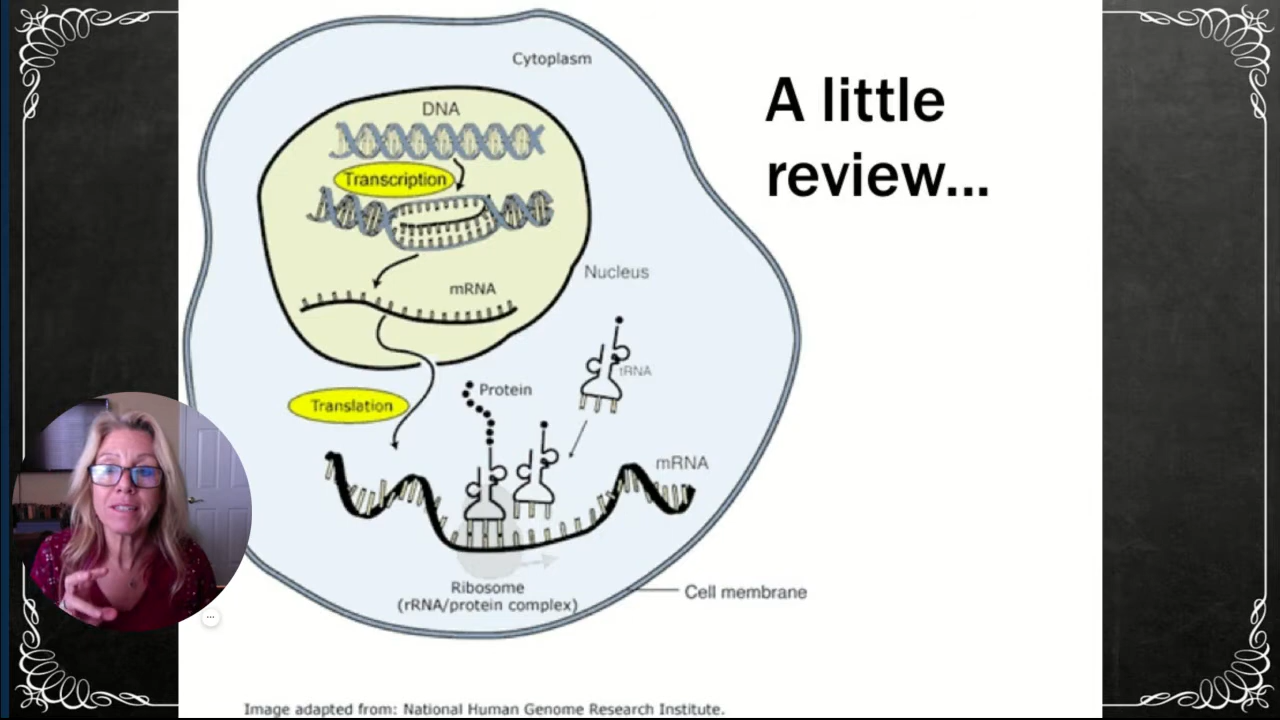 A little
review...
Cytoplasm
DNA
Transcription
Nucleus
mRNA
tRNA
Translation
Protein
mRNA
Ribosome
(rRNA/protein complex)
Cell membrane
Image adapted from: National Human Genome Research Institute.